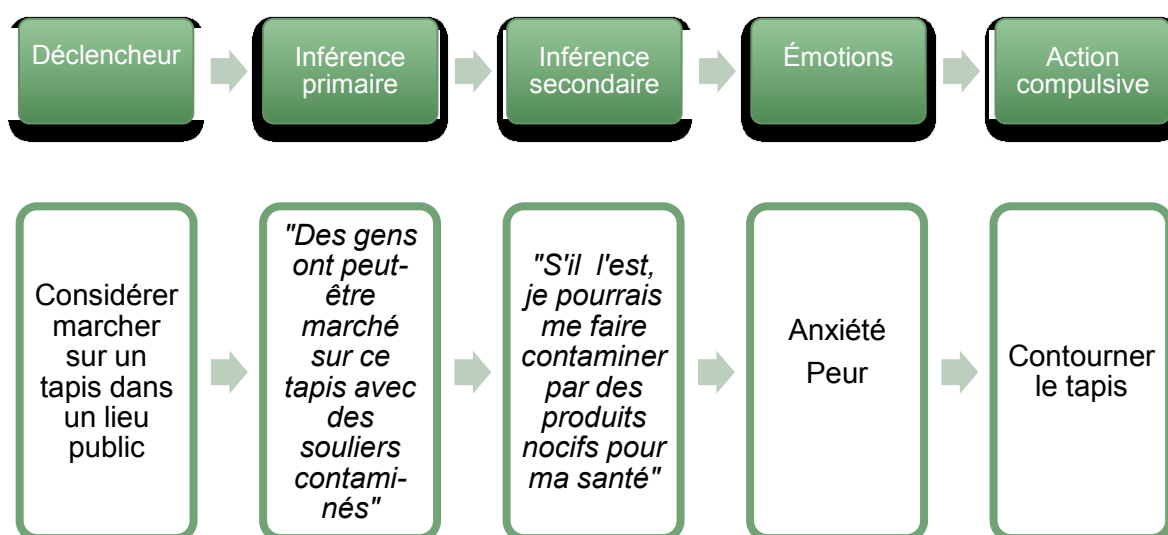 Déclencheur
Inférence
primaire
Inférence
secondaire
Émotions
Action
compulsive
Considérer
marcher
sur un
tapis dans
un lieu
public
"Des gens
ont peut-
être
marché
sur ce
tapis avec
des
souliers
contami-
nés"
"S'il l'est,
je pourrais
me faire
contaminer
par des
produits
nocifs pour
ma santé"
Anxiété
Peur
Contourner
le tapis